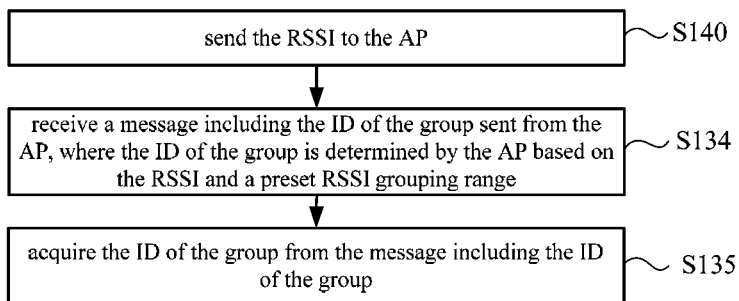 send the RSSI to the AP
S140
receive a message including the ID of the group sent from the
AP, where the ID of the group is determined by the AP based on
the RSSI and a preset RSSI grouping range
S134
acquire the ID of the group from the message including the ID
of the group
S135